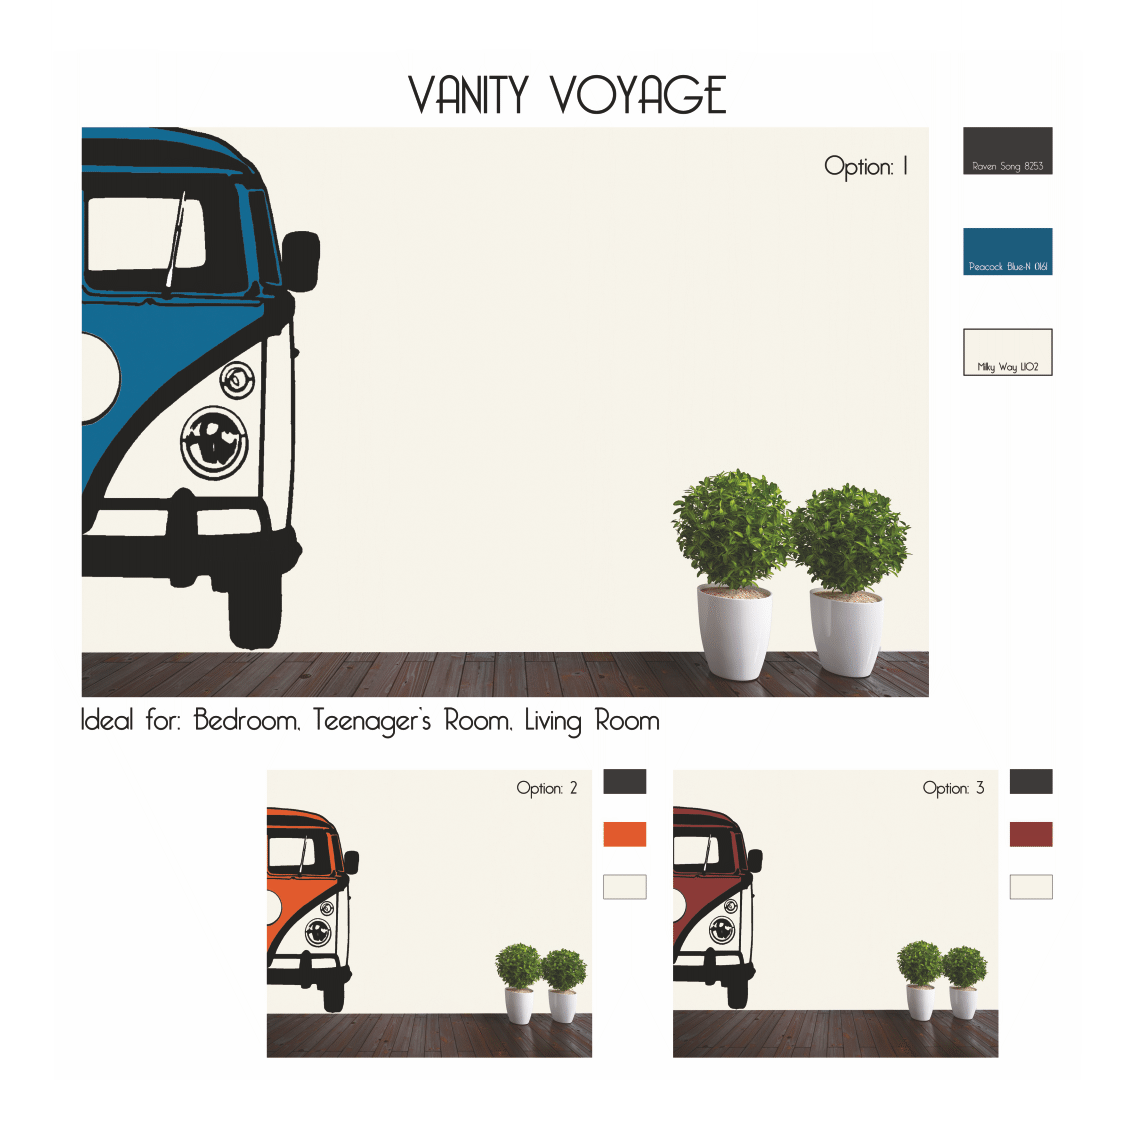 VANITY VOYAGE
Option: 1
Raven Song 8253
Peacock Blue-N 0161
Milky Way L102
Ideal for: Bedroom, Teenager's Room, Living Room
Option: 2
Option: 3